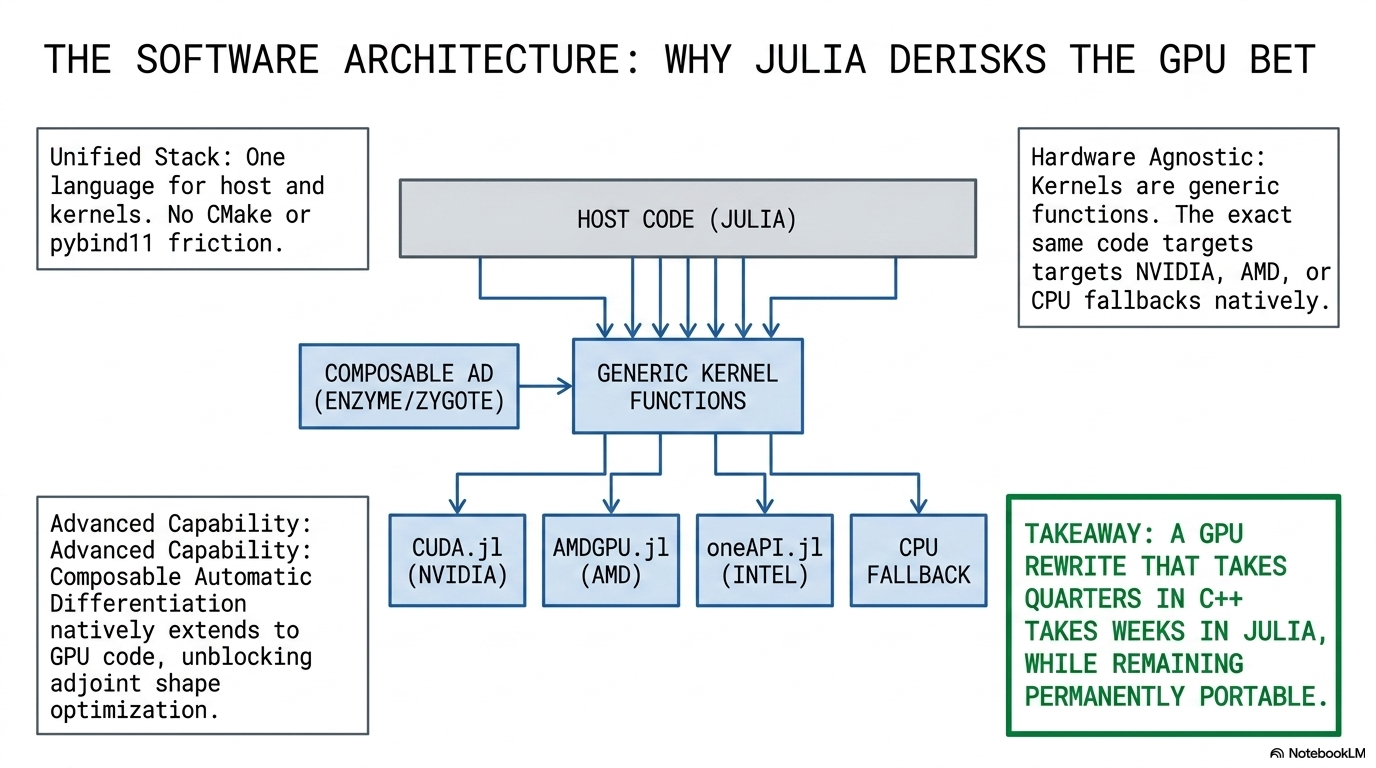 THE SOFTWARE ARCHITECTURE: WHY JULIA DERISKS THE GPU BET
Unified Stack: One
language for host and
kernels. No CMake or
pybind11 friction.
HOST CODE (JULIA)
Hardware Agnostic:
Kernels are generic
functions. The exact
same code targets
targets NVIDIA, AMD, or
CPU fallbacks natively.
COMPOSABLE AD
(ENZYME/ZYGOTE)
GENERIC KERNEL
FUNCTIONS
Advanced Capability:
Advanced Capability:
Composable Automatic
Differentiation
natively extends to
GPU code, unblocking
adjoint shape
optimization.
CUDA.jl
(NVIDIA)
AMDGPU.jl
(AMD)
oneAPI.jl
(INTEL)
CPU
FALLBACK
TAKEAWAY: A GPU
REWRITE THAT TAKES
QUARTERS IN C++
TAKES WEEKS IN JULIA,
WHILE REMAINING
PERMANENTLY PORTABLE.
NotebookLM